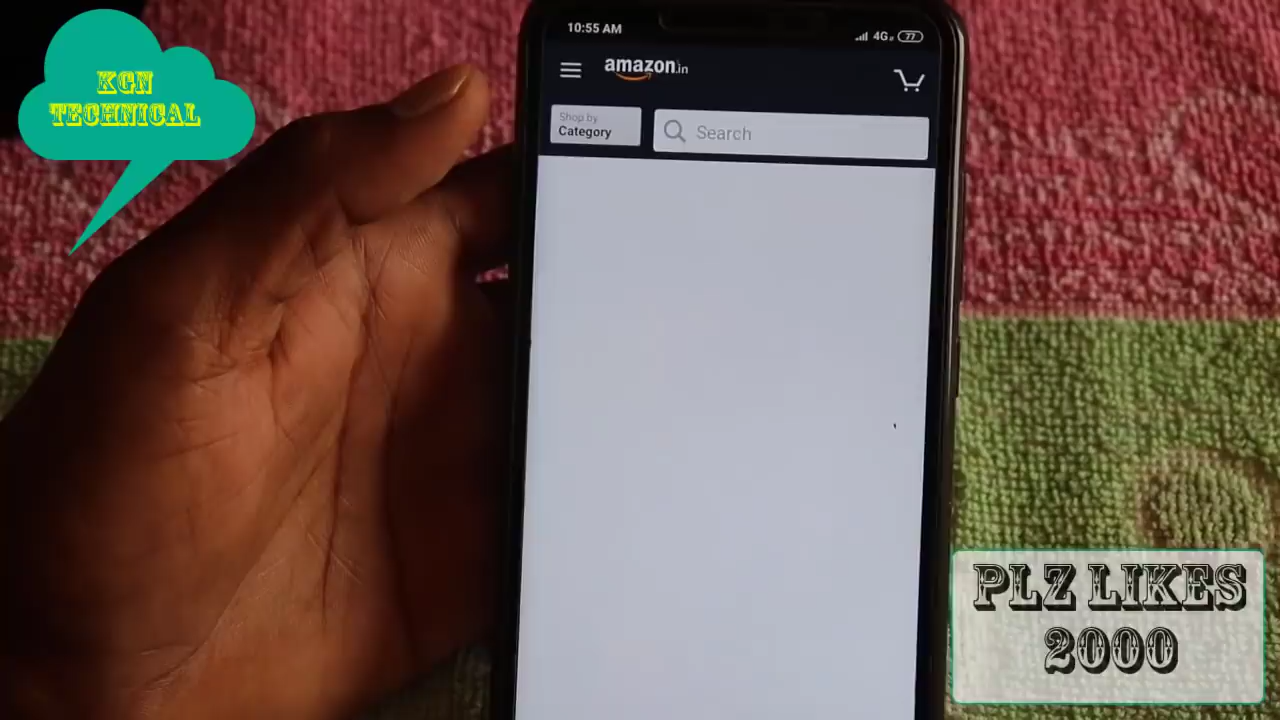 KGN
TECHNICAL
10:55 AM
4G
77
amazon.in
Shop by
Category
Search
PLZ LIKES
2000